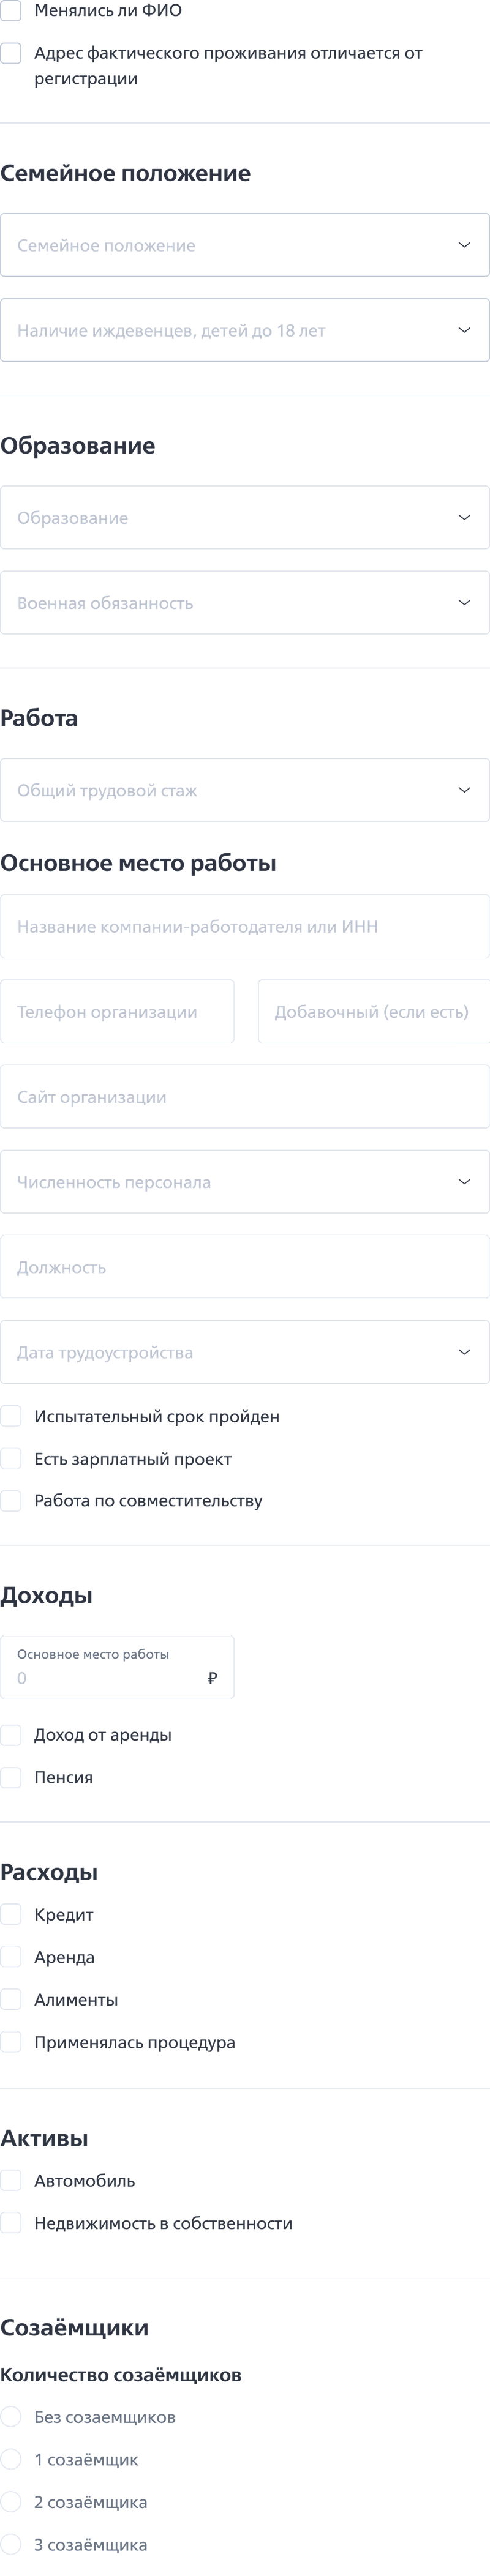 Менялись ли ФИО
Адрес фактического проживания отличается от
регистрации
Семейное положение
Семейное положение
Наличие иждевенцев, детей до 18 лет
Образование
Образование
Военная обязанность
Работа
Общий трудовой стаж
Основное место работы
Название компании-работодателя или ИНН
Телефон организации
Добавочный (если есть)
Сайт организации
Численность персонала
Должность
Дата трудоустройства
Испытательный срок пройден
Есть зарплатный проект
Работа по совместительству
Доходы
Основное место работы
0 ₽
Доход от аренды
Пенсия
Расходы
Кредит
Аренда
Алименты
Применялась процедура
Активы
Автомобиль
Недвижимость в собственности
Созаёмщики
Количество созаёмщиков
Без созаемщиков
1 созаёмщик
2 созаёмщика
3 созаёмщика